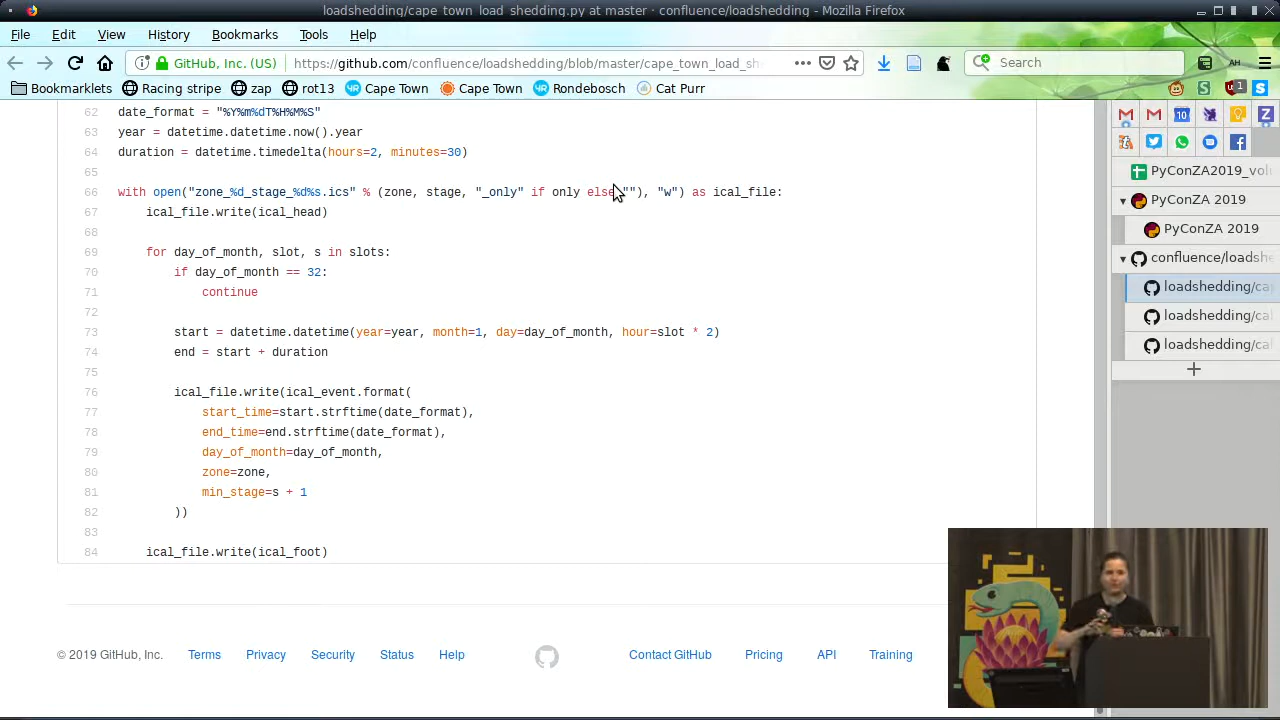 loadshedding/cape_town_load_shedding.py at master · confluence/loadshedding - Mozilla Firefox
File Edit View History Bookmarks Tools Help
GitHub, Inc. (US) https://github.com/confluence/loadshedding/blob/master/cape_town_load_sh Search AH 1
Bookmarklets Racing stripe zap rot13 YR Cape Town Cape Town YR Rondebosch Cat Purr
62 date_format = "%Y%m%dT%H%M%S"
63 year = datetime.datetime.now().year
64 duration = datetime.timedelta(hours=2, minutes=30)
65
66 with open("zone_%d_stage_%d%s.ics" % (zone, stage, "_only" if only else ""), "w") as ical_file:
67 ical_file.write(ical_head)
68
69 for day_of_month, slot, s in slots:
70 if day_of_month == 32:
71 continue
72
73 start = datetime.datetime(year=year, month=1, day=day_of_month, hour=slot * 2)
74 end = start + duration
75
76 ical_file.write(ical_event.format(
77 start_time=start.strftime(date_format),
78 end_time=end.strftime(date_format),
79 day_of_month=day_of_month,
80 zone=zone,
81 min_stage=s + 1
82 ))
83
84 ical_file.write(ical_foot)
© 2019 GitHub, Inc. Terms Privacy Security Status Help Contact GitHub Pricing API Training
10
PyConZA2019_volu
PyConZA 2019
PyConZA 2019
confluence/loadshe
loadshedding/ca
loadshedding/cal
loadshedding/cal